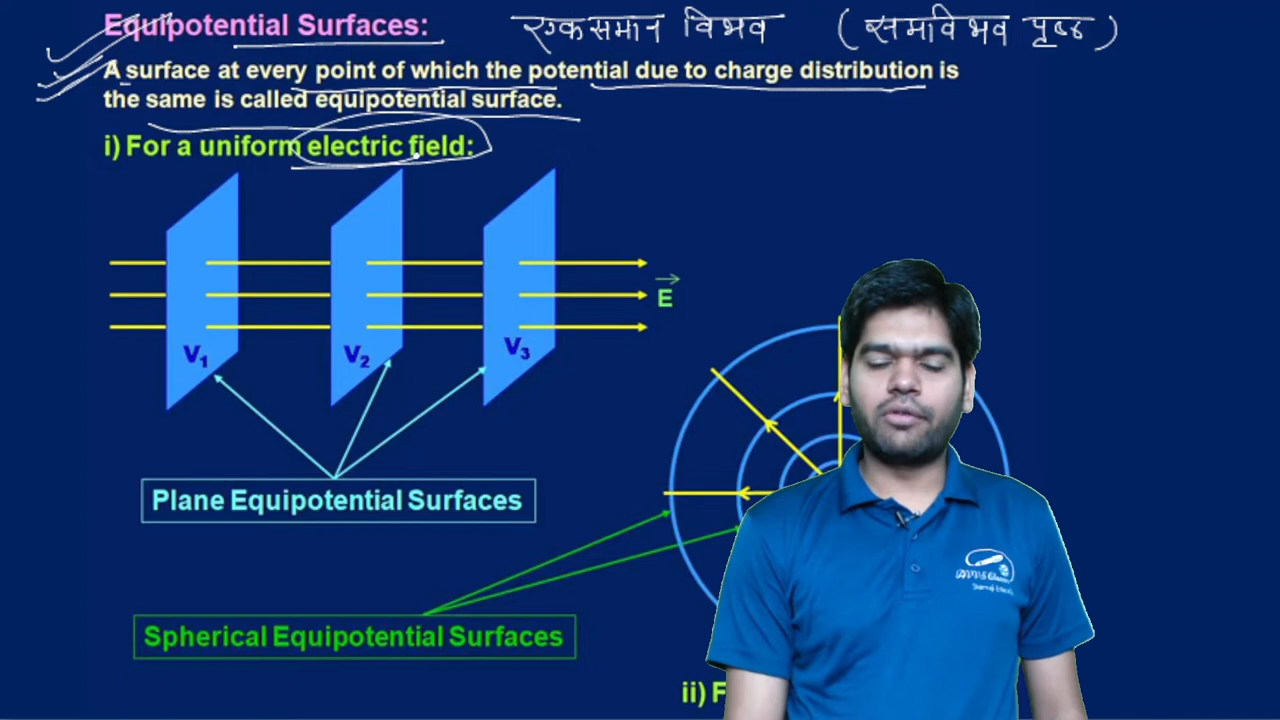 Equipotential Surfaces: एकसमान विभव (समविभव पृष्ठ)
A surface at every point of which the potential due to charge distribution is
the same is called equipotential surface.
i) For a uniform electric field:
E
V1 V2 V3
Plane Equipotential Surfaces
Spherical Equipotential Surfaces
ii) F